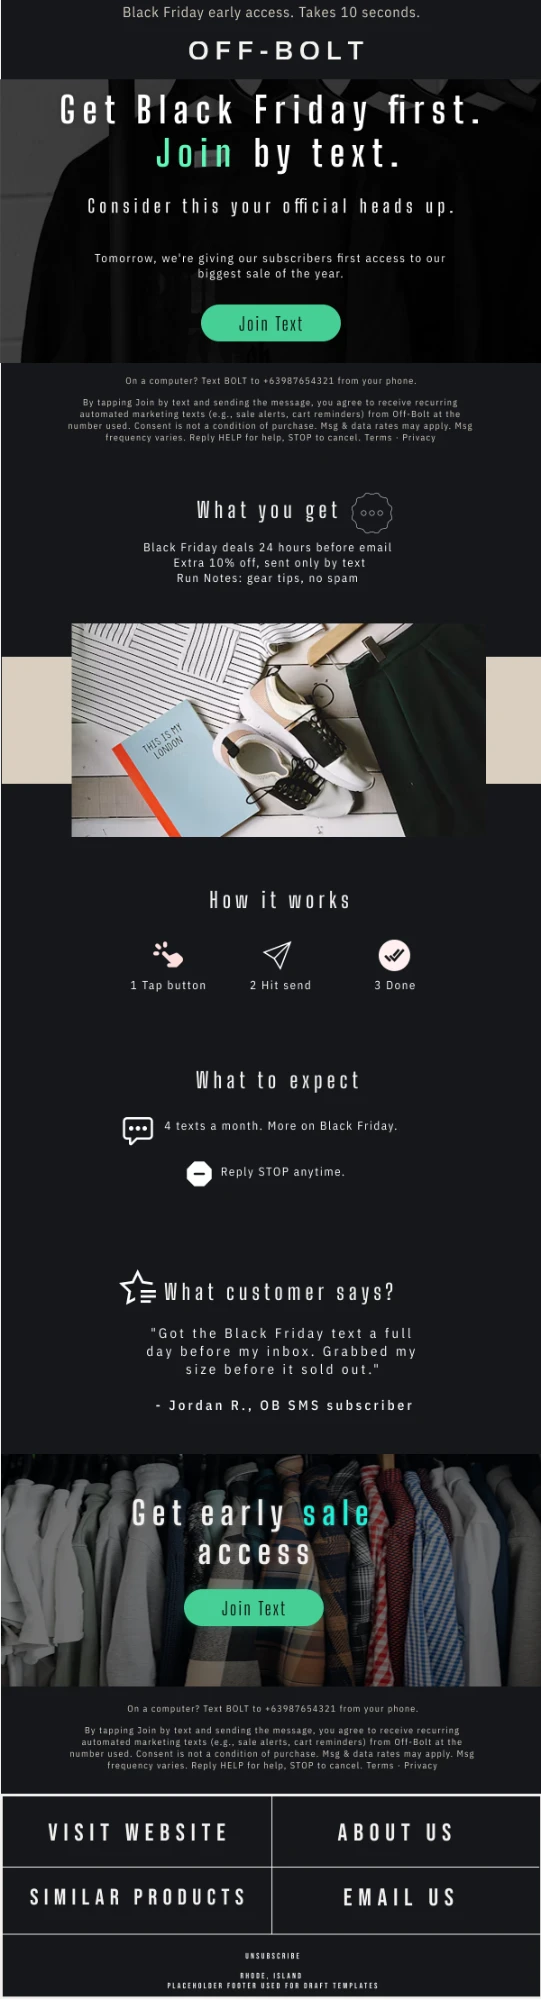 Black Friday early access. Takes 10 seconds.
OFF-BOLT
Get Black Friday first.
Join by text.
Consider this your official heads up.
Tomorrow, we're giving our subscribers first access to our
biggest sale of the year.
Join Text
On a computer? Text BOLT to +63987654321 from your phone.
By tapping Join by text and sending the message, you agree to receive recurring
automated marketing texts (e.g., sale alerts, cart reminders) from Off-Bolt at the
number used. Consent is not a condition of purchase. Msg & data rates may apply. Msg
frequency varies. Reply HELP for help, STOP to cancel. Terms · Privacy
What you get
Black Friday deals 24 hours before email
Extra 10% off, sent only by text
Run Notes: gear tips, no spam
THIS IS MY
LONDON
How it works
1 Tap button
2 Hit send
3 Done
What to expect
4 texts a month. More on Black Friday.
Reply STOP anytime.
What customer says?
"Got the Black Friday text a full
day before my inbox. Grabbed my
size before it sold out."
- Jordan R., OB SMS subscriber
Get early sale
access
Join Text
On a computer? Text BOLT to +63987654321 from your phone.
By tapping Join by text and sending the message, you agree to receive recurring
automated marketing texts (e.g., sale alerts, cart reminders) from Off-Bolt at the
number used. Consent is not a condition of purchase. Msg & data rates may apply. Msg
frequency varies. Reply HELP for help, STOP to cancel. Terms · Privacy
VISIT WEBSITE
ABOUT US
SIMILAR PRODUCTS
EMAIL US
UNSUBSCRIBE
RHODE, ISLAND
PLACEHOLDER FOOTER USED FOR DRAFT TEMPLATES